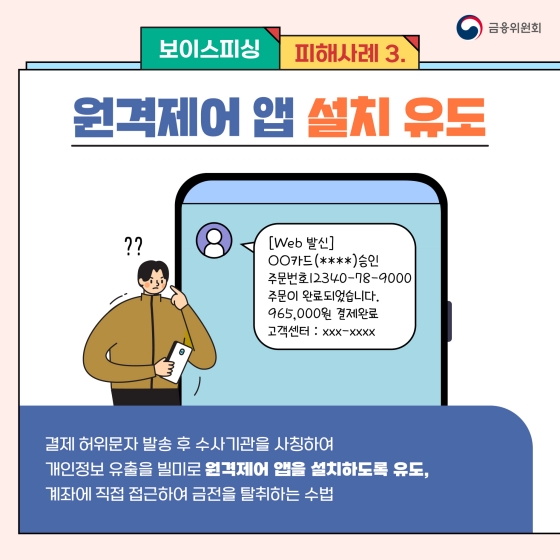 금융위원회
보이스피싱
피해사례 3.
원격제어 앱 설치 유도
??
[Web 발신]
OO카드(****)승인
주문번호12340-78-9000
주문이 완료되었습니다.
965,000원 결제완료
고객센터 : xxx-xxxx
결제 허위문자 발송 후 수사기관을 사칭하여
개인정보 유출을 빌미로 원격제어 앱을 설치하도록 유도,
계좌에 직접 접근하여 금전을 탈취하는 수법